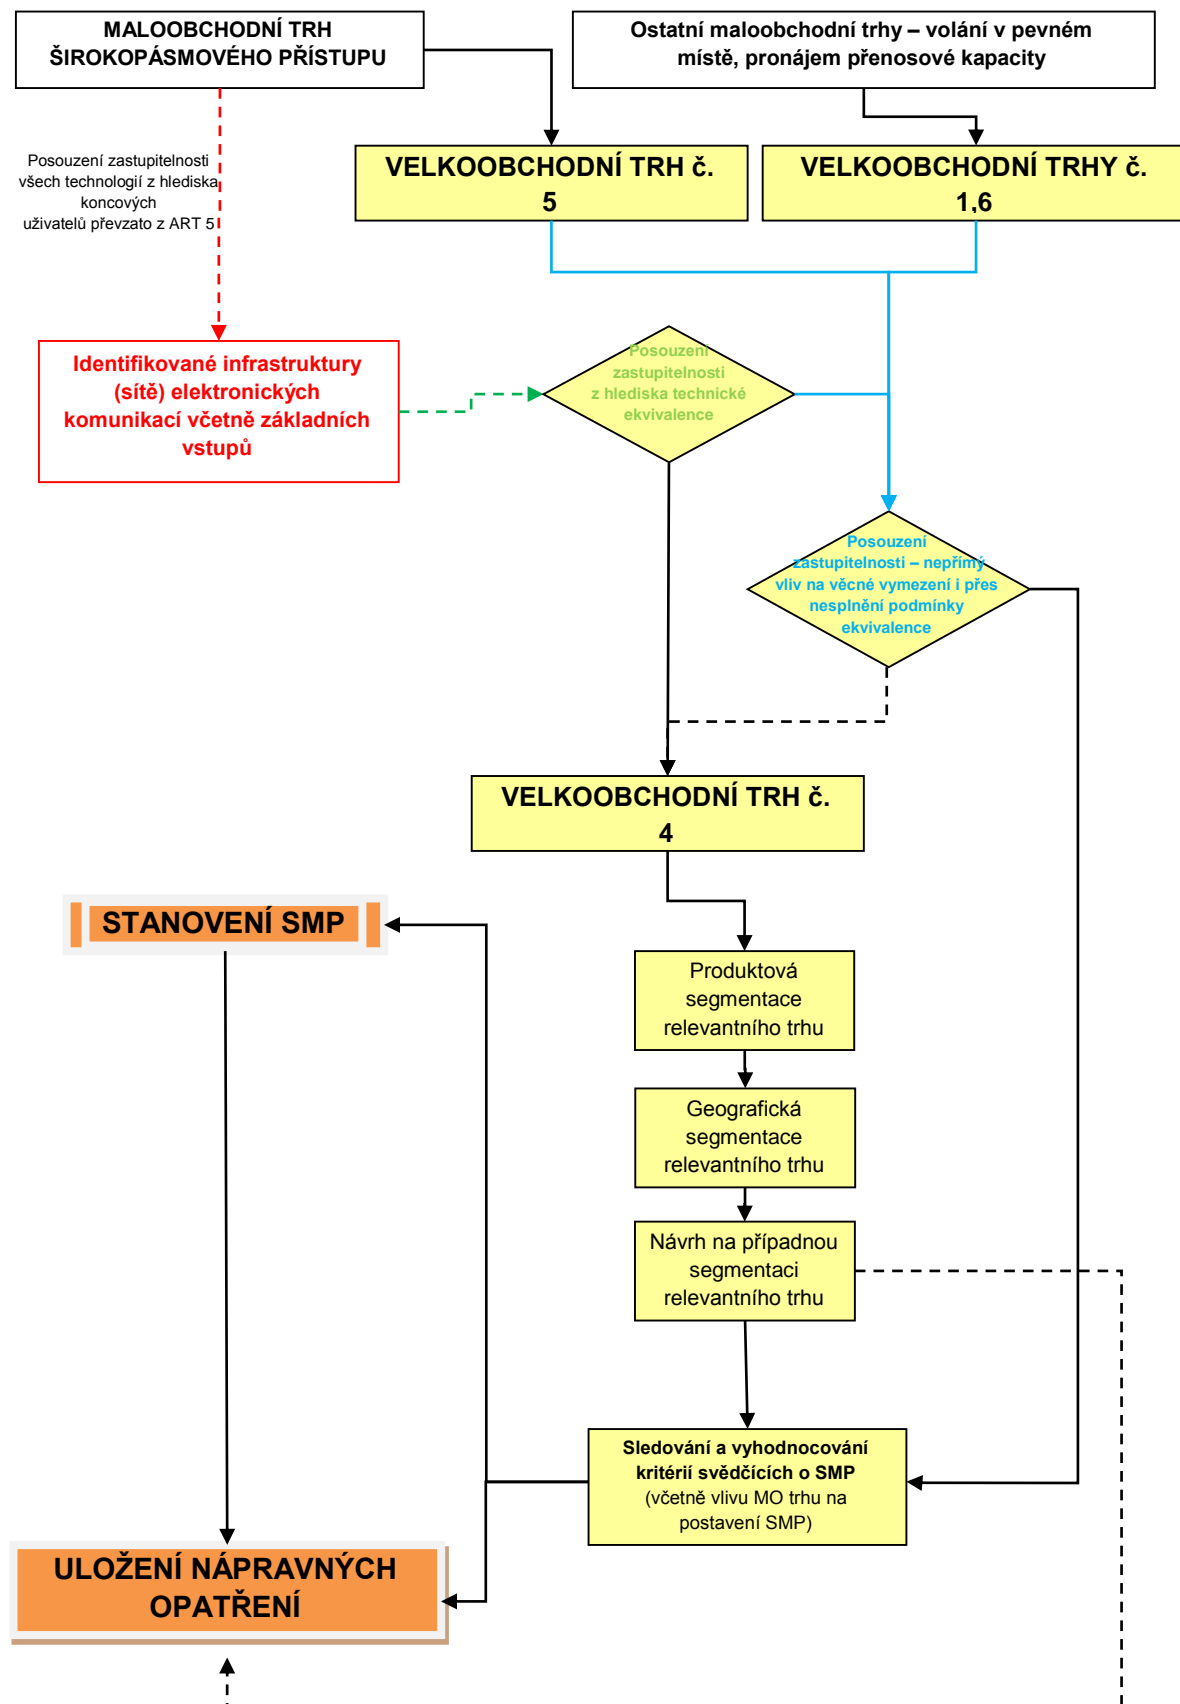 MALOOBCHODNÍ TRH
ŠIROKOPÁSMOVÉHO PŘÍSTUPU
Ostatní maloobchodní trhy – volání v pevném
místě, pronájem přenosové kapacity
Posouzení zastupitelnosti
všech technologií z hlediska
koncových
uživatelů převzato z ART 5
VELKOOBCHODNÍ TRH č.
5
VELKOOBCHODNÍ TRHY č.
1,6
Identifikované infrastruktury
(sítě) elektronických
komunikací včetně základních
vstupů
Posouzení
zastupitelnosti
z hlediska technické
ekvivalence
Posouzení
zastupitelnosti – nepřímý
vliv na věcné vymezení i přes
nesplnění podmínky
ekvivalence
VELKOOBCHODNÍ TRH č.
4
STANOVENÍ SMP
Produktová
segmentace
relevantního trhu
Geografická
segmentace
relevantního trhu
Návrh na případnou
segmentaci
relevantního trhu
Sledování a vyhodnocování
kritérií svědčících o SMP
(včetně vlivu MO trhu na
postavení SMP)
ULOŽENÍ NÁPRAVNÝCH
OPATŘENÍ